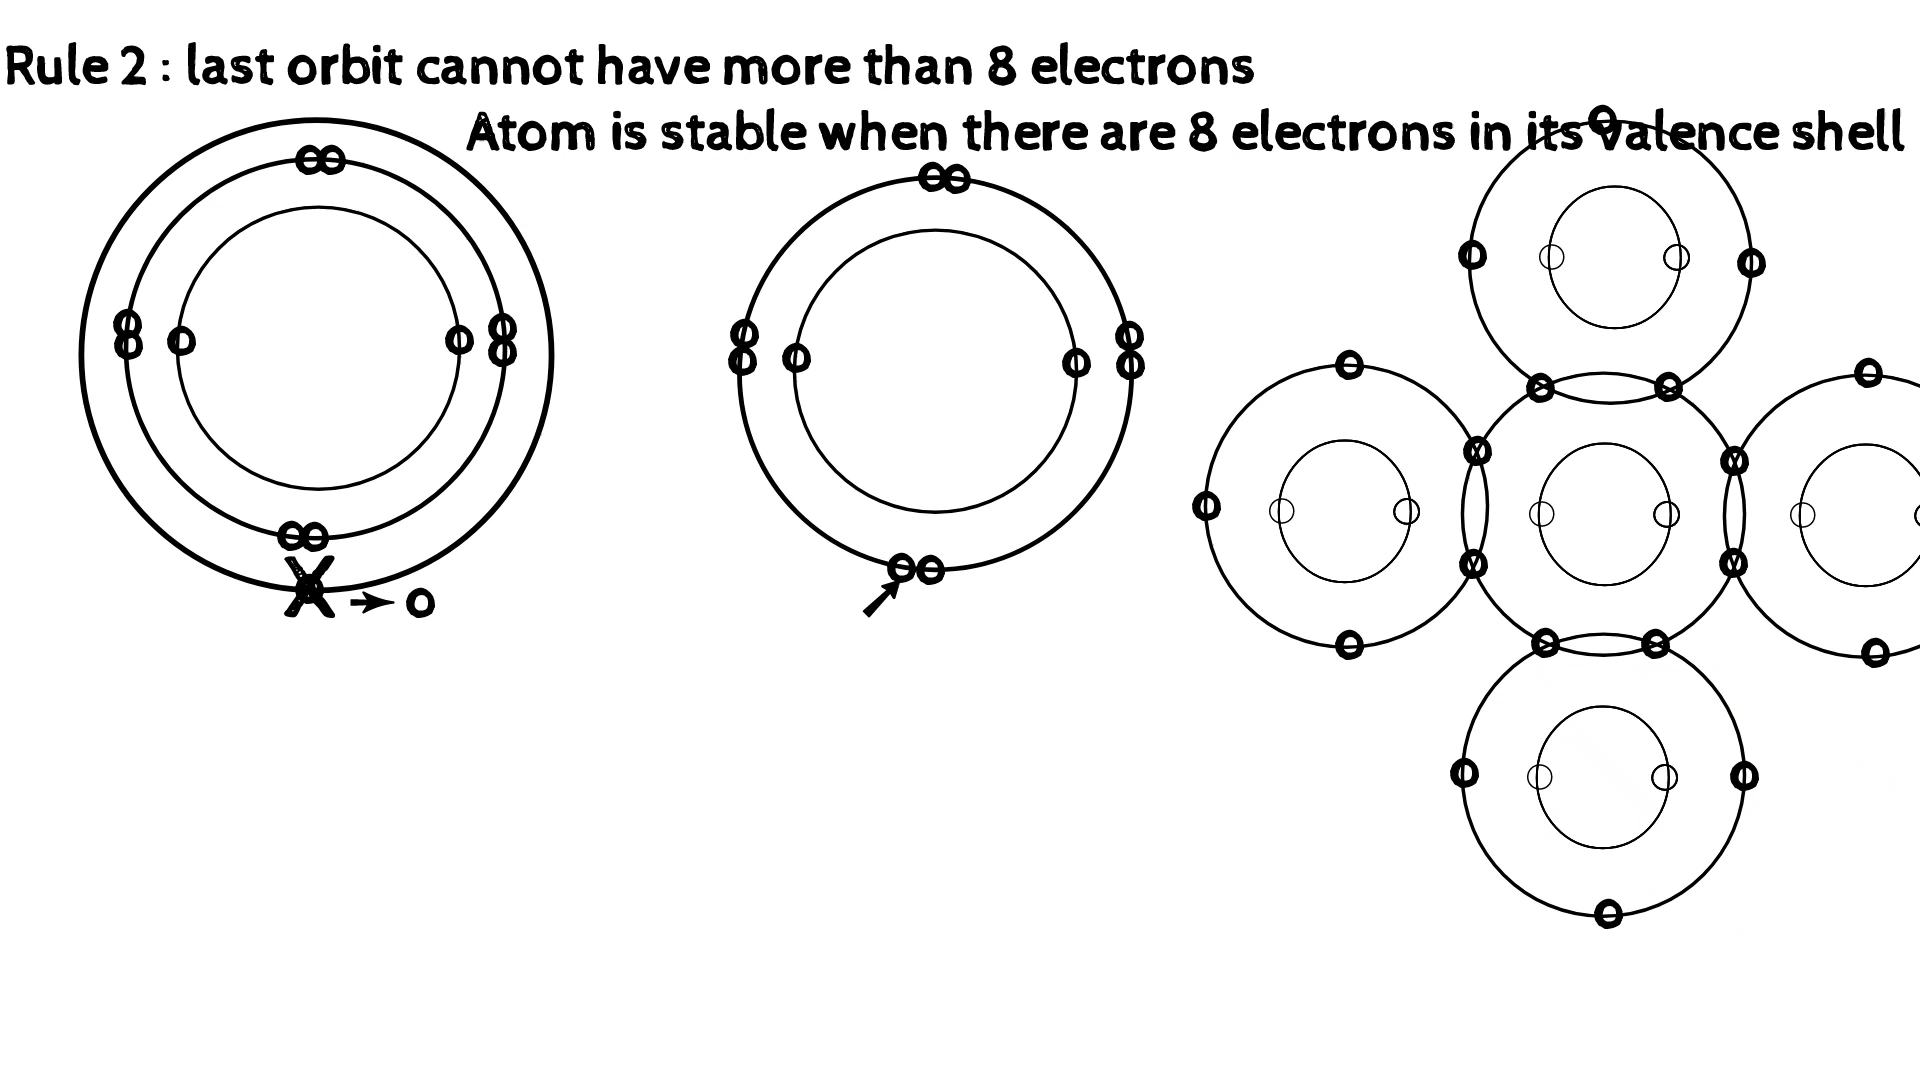 Rule 2 : last orbit cannot have more than 8 electrons
Atom is stable when there are 8 electrons in its valence shell